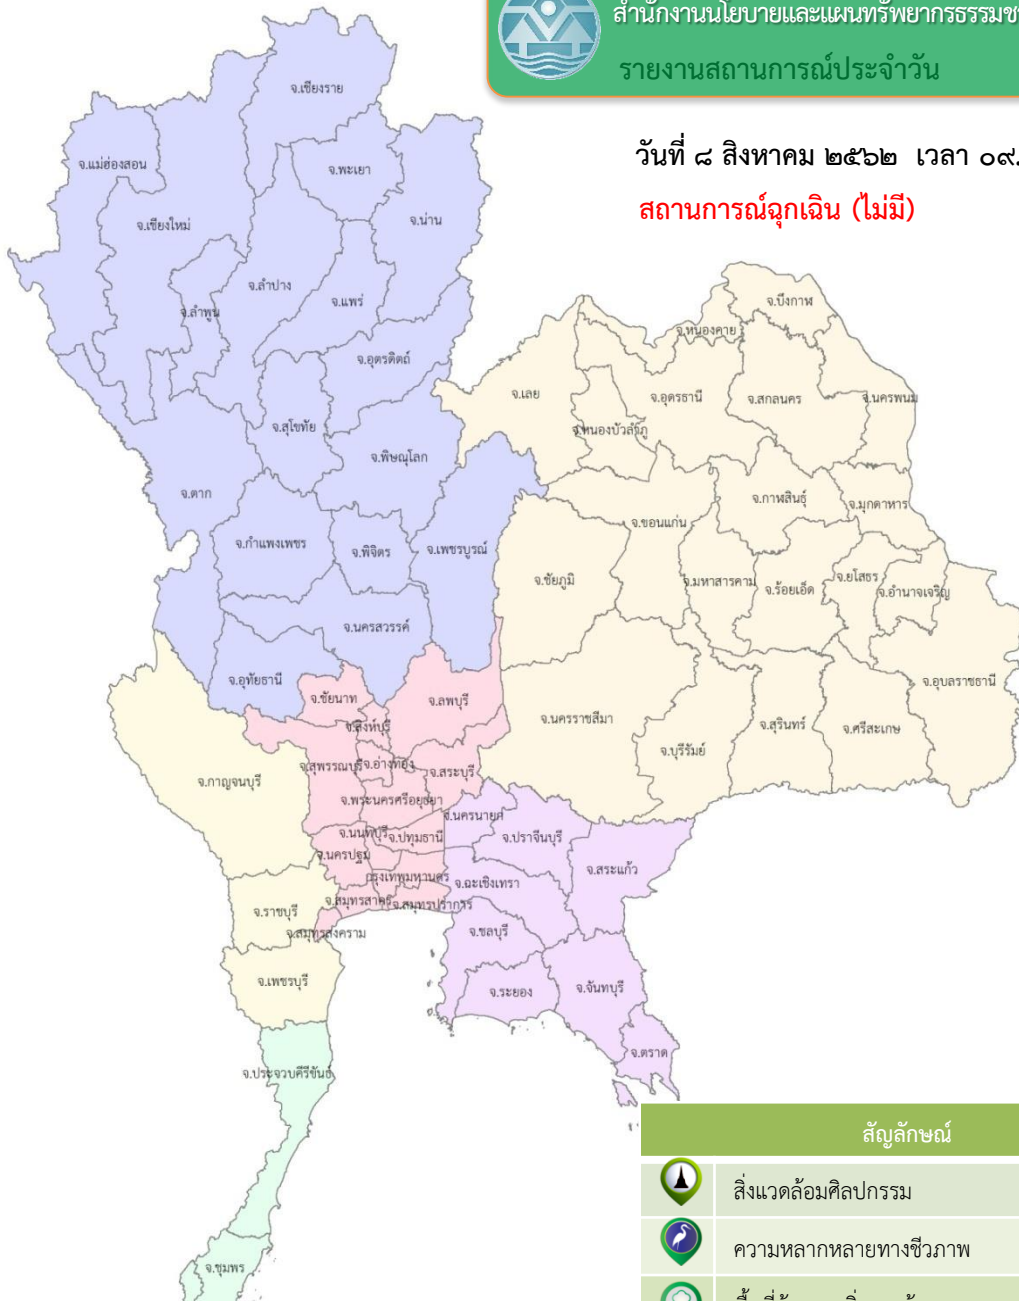 สำนักงานนโยบายและแผนทรัพยากรธรรมช
รายงานสถานการณ์ประจำวัน
วันที่ ๘ สิงหาคม ๒๕๖๒ เวลา ๐๙.
สถานการณ์ฉุกเฉิน (ไม่มี)
จ.เชียงราย
จ.แม่ฮ่องสอน
จ.พะเยา
จ.เชียงใหม่
จ.น่าน
จ.ลำปาง
จ.แพร่
จ.ลำพูน
จ.บึงกาฬ
จ.หนองคาย
จ.อุตรดิตถ์
จ.เลย
จ.อุดรธานี
จ.สกลนคร
จ.นครพนม
จ.สุโขทัย
จ.หนองบัวลำภู
จ.พิษณุโลก
จ.ตาก
จ.กาฬสินธุ์
จ.มุกดาหาร
จ.ขอนแก่น
จ.กำแพงเพชร
จ.พิจิตร
จ.เพชรบูรณ์
จ.ชัยภูมิ
จ.มหาสารคาม
จ.ร้อยเอ็ด
จ.ยโสธร
จ.อำนาจเจริญ
จ.นครสวรรค์
จ.อุทัยธานี
จ.ชัยนาท
จ.ลพบุรี
จ.อุบลราชธานี
จ.สิงห์บุรี
จ.นครราชสีมา
จ.สุรินทร์
จ.ศรีสะเกษ
จ.บุรีรัมย์
จ.กาญจนบุรี
จ.สุพรรณบุรี
จ.อ่างทอง
จ.สระบุรี
จ.พระนครศรีอยุธยา
จ.นครนายก
จ.นนทบุรี
จ.ปทุมธานี
จ.ปราจีนบุรี
จ.นครปฐม
จ.สระแก้ว
กรุงเทพมหานคร
จ.ฉะเชิงเทรา
จ.ราชบุรี
จ.สมุทรสาคร
จ.สมุทรปราการ
จ.สมุทรสงคราม
จ.ชลบุรี
จ.เพชรบุรี
จ.ระยอง
จ.จันทบุรี
จ.ตราด
จ.ประจวบคีรีขันธ์
จ.ชุมพร
สัญลักษณ์
สิ่งแวดล้อมศิลปกรรม
ความหลากหลายทางชีวภาพ